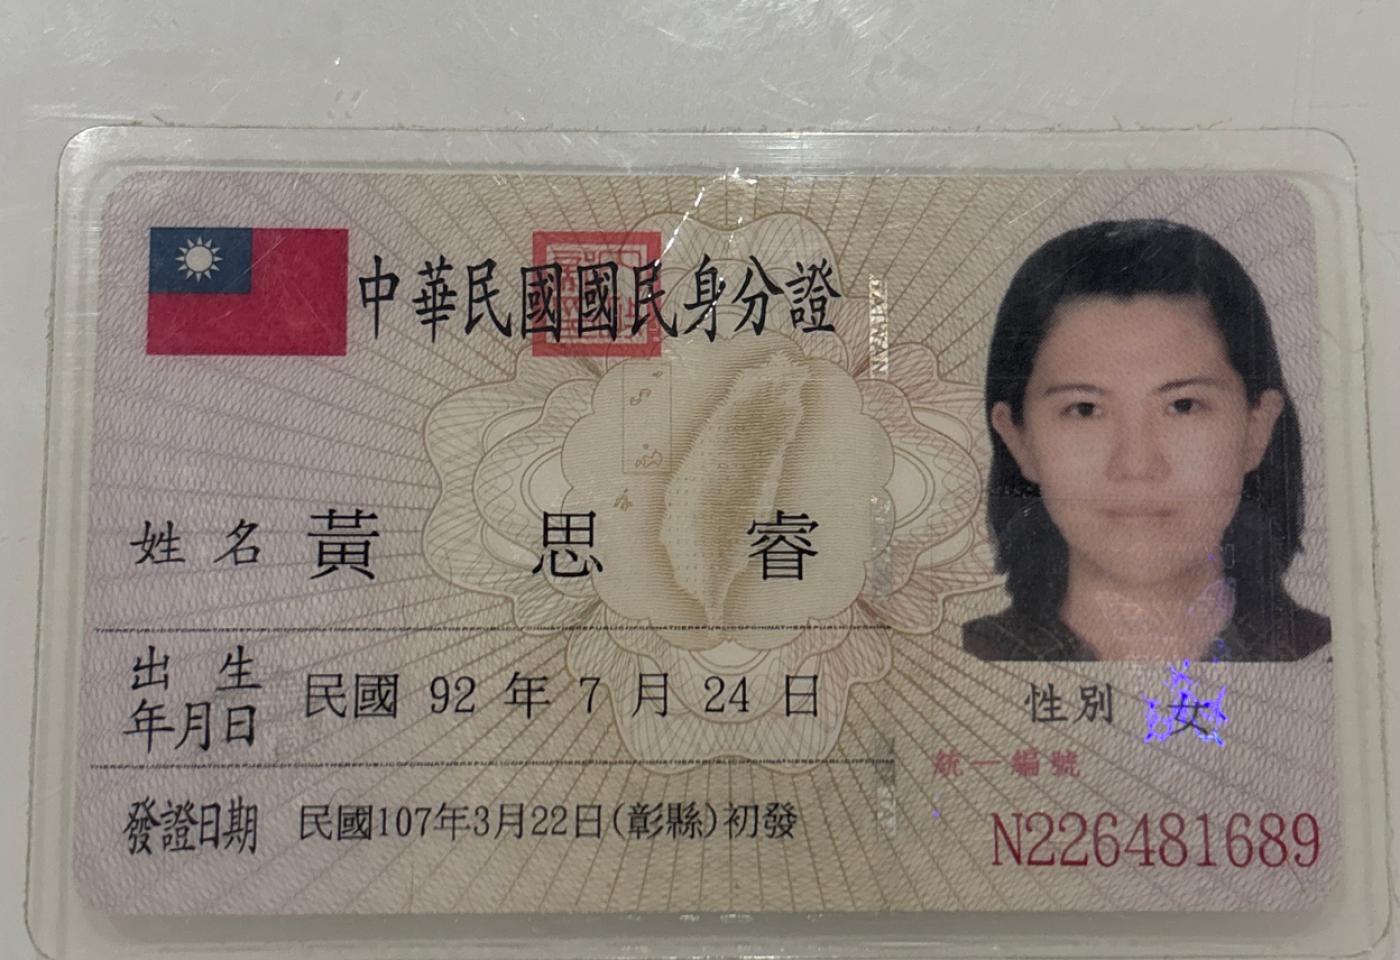 中華民國國民身分證
TAIWAN
姓名 黃思睿
出生年月日 民國 92 年 7 月 24 日
性別 女
發證日期 民國107年3月22日(彰縣)初發
統一編號
N226481689